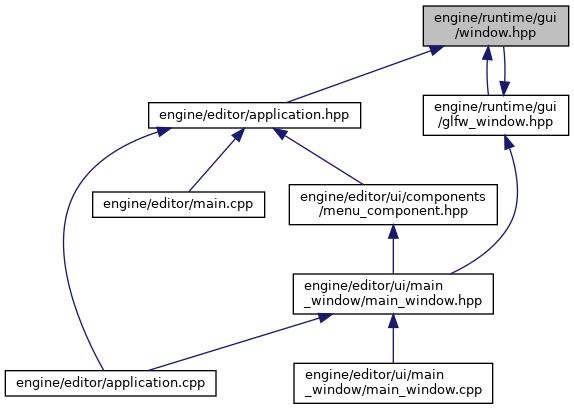 engine/runtime/gui
/window.hpp
engine/editor/application.hpp
engine/runtime/gui
/glfw_window.hpp
engine/editor/main.cpp
engine/editor/ui/components
/menu_component.hpp
engine/editor/ui/main
_window/main_window.hpp
engine/editor/application.cpp
engine/editor/ui/main
_window/main_window.cpp